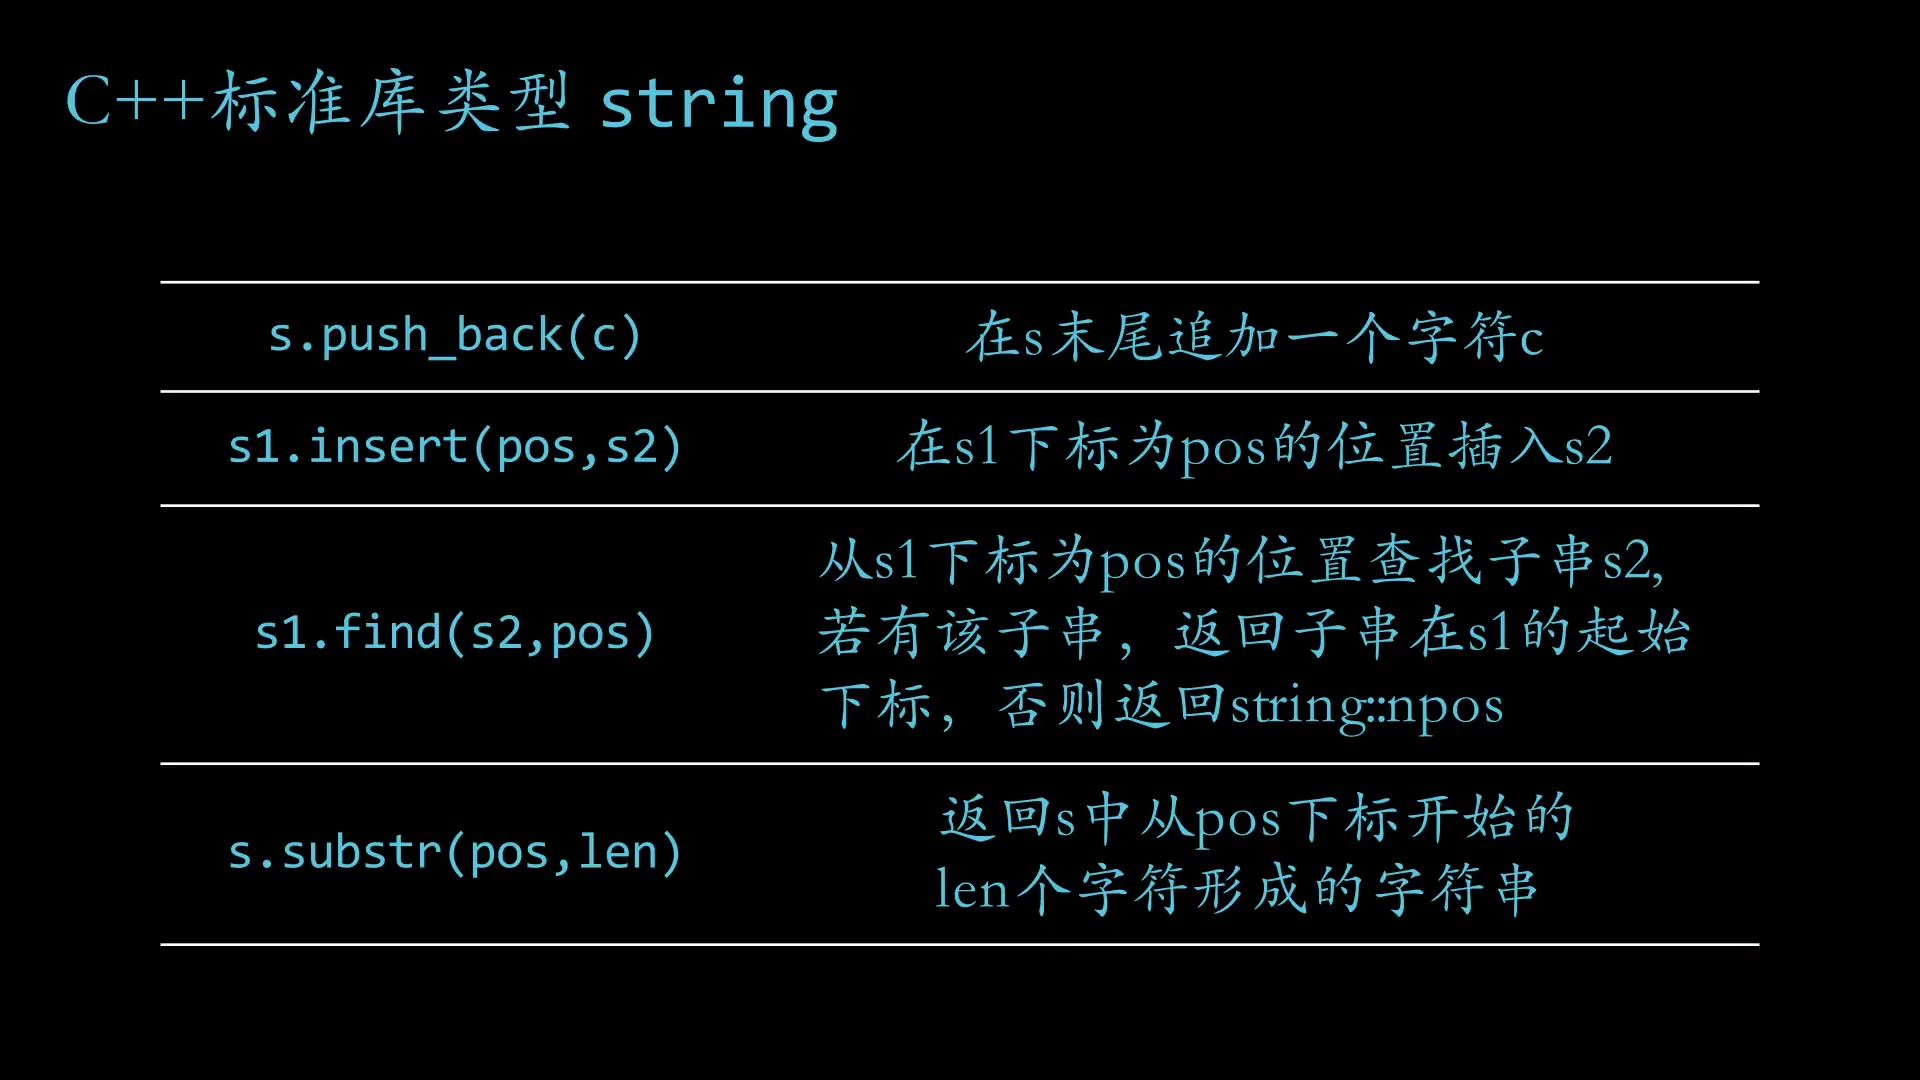 C++标准库类型 string
s.push_back(c)
在s末尾追加一个字符c
s1.insert(pos,s2)
在s1下标为pos的位置插入s2
s1.find(s2,pos)
从s1下标为pos的位置查找子串s2,
若有该子串，返回子串在s1的起始
下标，否则返回string::npos
s.substr(pos,len)
返回s中从pos下标开始的
len个字符形成的字符串